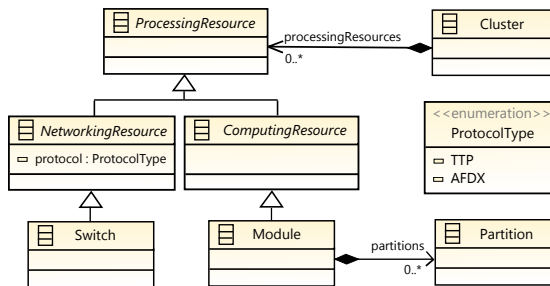 ProcessingResource
processingResources
0..*
Cluster
NetworkingResource
protocol : ProtocolType
ComputingResource
<<enumeration>>
ProtocolType
TTP
AFDX
Switch
Module
partitions
0..*
Partition